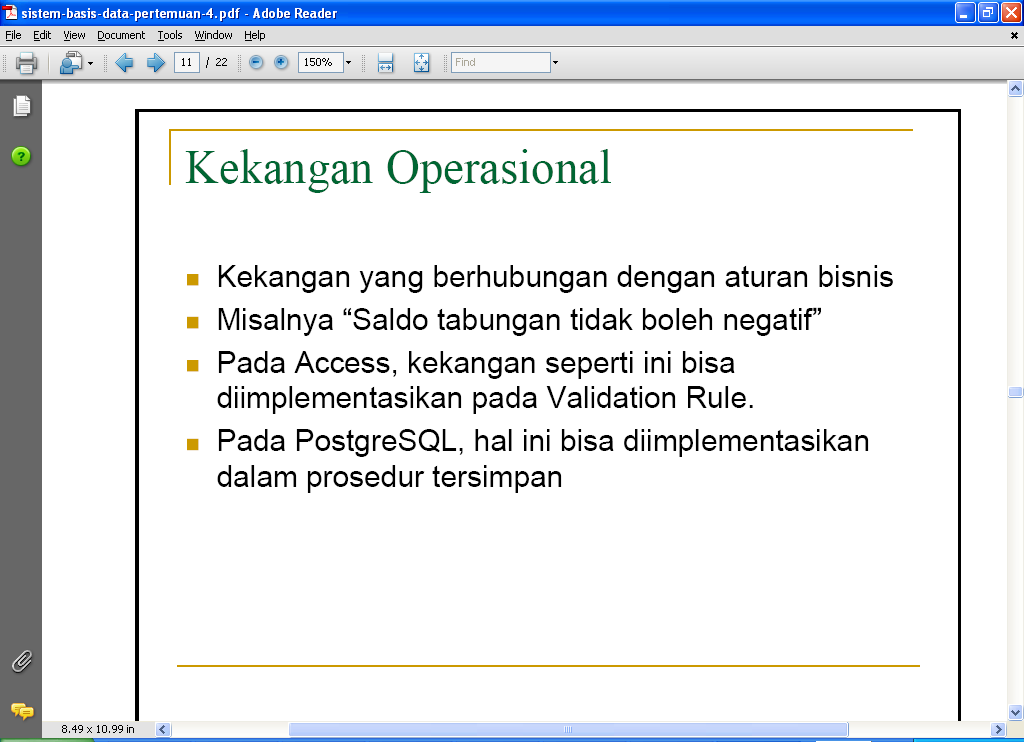 sistem-basis-data-pertemuan-4.pdf - Adobe Reader
File Edit View Document Tools Window Help
11 / 22 150% Find
Kekangan Operasional
Kekangan yang berhubungan dengan aturan bisnis
Misalnya “Saldo tabungan tidak boleh negatif”
Pada Access, kekangan seperti ini bisa
diimplementasikan pada Validation Rule.
Pada PostgreSQL, hal ini bisa diimplementasikan
dalam prosedur tersimpan
8.49 x 10.99 in